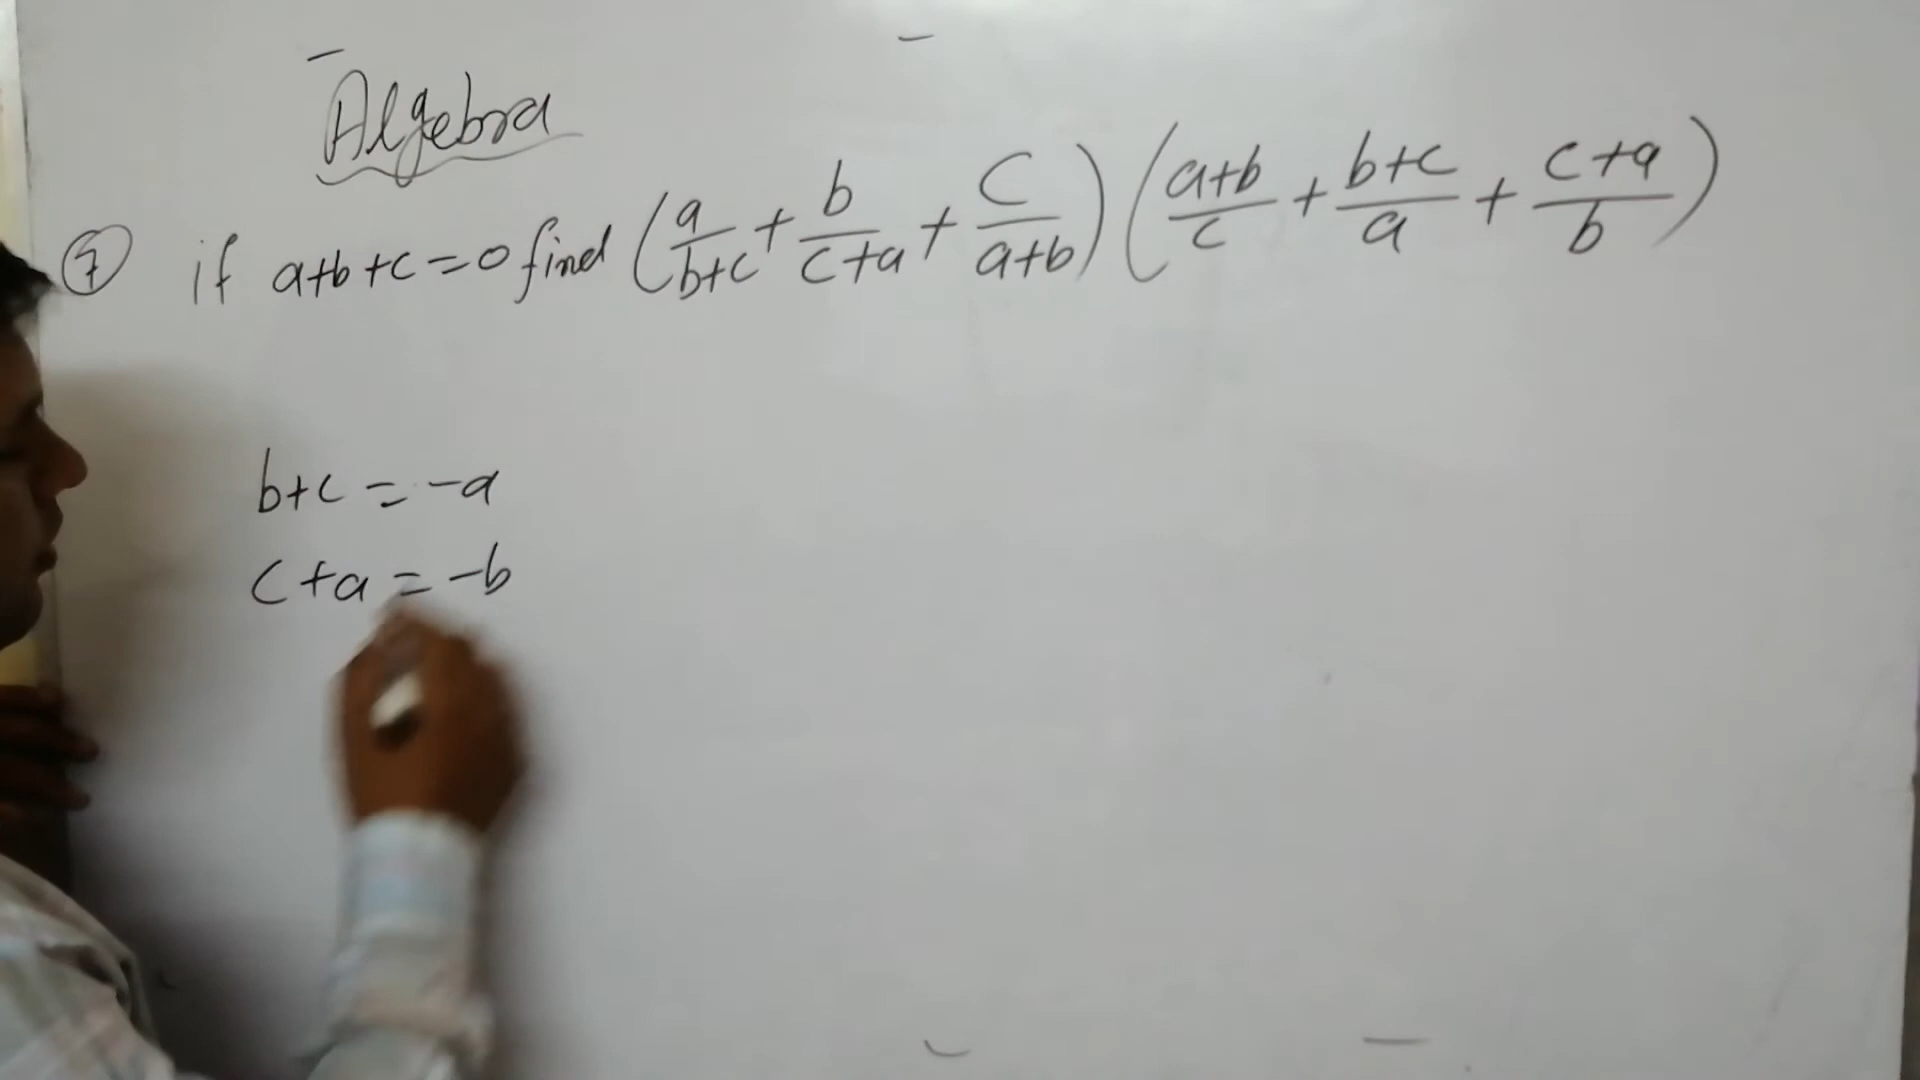 Algebra
⑦ if a+b+c=0 find (a/(b+c) + b/(c+a) + c/(a+b)) ((a+b)/c + (b+c)/a + (c+a)/b)
b+c = -a
c+a = -b